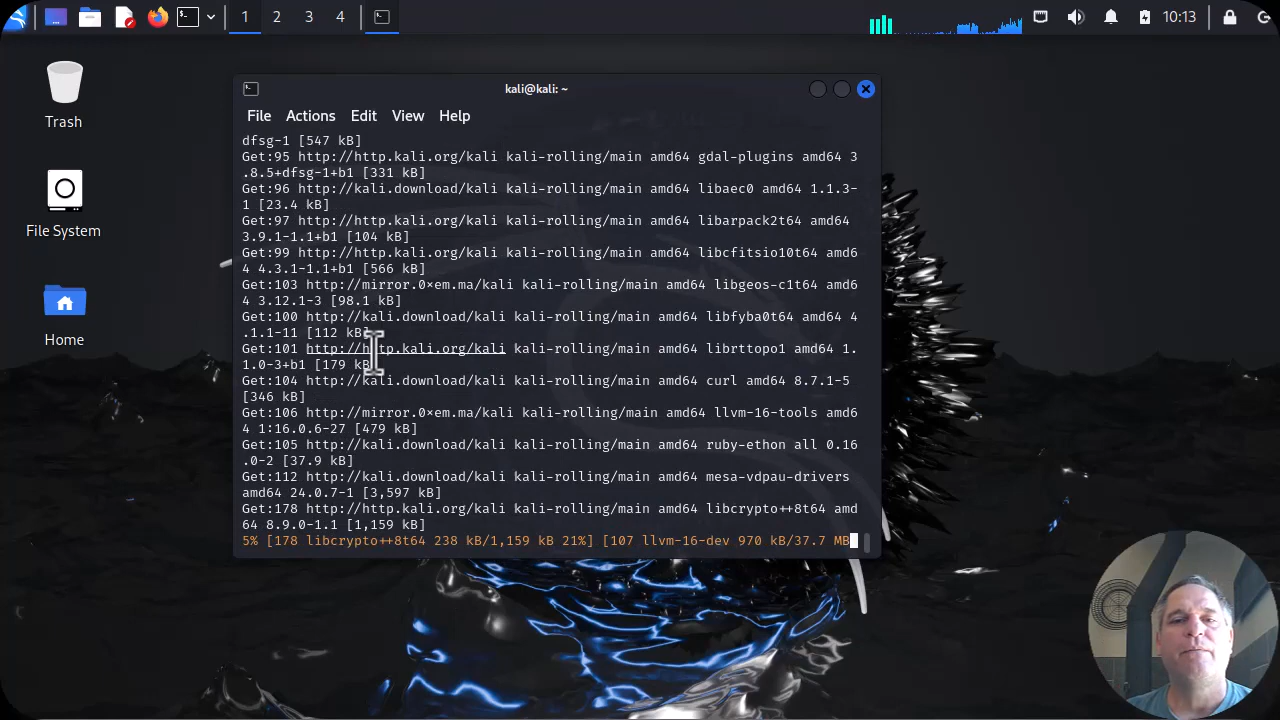 1 2 3 4 10:13
Trash
File System
Home
kali@kali: ~
File Actions Edit View Help
dfsg-1 [547 kB]
Get:95 http://http.kali.org/kali kali-rolling/main amd64 gdal-plugins amd64 3
.8.5+dfsg-1+b1 [331 kB]
Get:96 http://kali.download/kali kali-rolling/main amd64 libaec0 amd64 1.1.3-
1 [23.4 kB]
Get:97 http://http.kali.org/kali kali-rolling/main amd64 libarpack2t64 amd64
3.9.1-1.1+b1 [104 kB]
Get:99 http://http.kali.org/kali kali-rolling/main amd64 libcfitsio10t64 amd6
4 4.3.1-1.1+b1 [566 kB]
Get:103 http://mirror.0×em.ma/kali kali-rolling/main amd64 libgeos-c1t64 amd6
4 3.12.1-3 [98.1 kB]
Get:100 http://kali.download/kali kali-rolling/main amd64 libfyba0t64 amd64 4
.1.1-11 [112 kB]
Get:101 http://http.kali.org/kali kali-rolling/main amd64 librttopo1 amd64 1.
1.0-3+b1 [179 kB]
Get:104 http://kali.download/kali kali-rolling/main amd64 curl amd64 8.7.1-5
[346 kB]
Get:106 http://mirror.0×em.ma/kali kali-rolling/main amd64 llvm-16-tools amd6
4 1:16.0.6-27 [479 kB]
Get:105 http://kali.download/kali kali-rolling/main amd64 ruby-ethon all 0.16
.0-2 [37.9 kB]
Get:112 http://kali.download/kali kali-rolling/main amd64 mesa-vdpau-drivers
amd64 24.0.7-1 [3,597 kB]
Get:178 http://http.kali.org/kali kali-rolling/main amd64 libcrypto++8t64 amd
64 8.9.0-1.1 [1,159 kB]
5% [178 libcrypto++8t64 238 kB/1,159 kB 21%] [107 llvm-16-dev 970 kB/37.7 MB